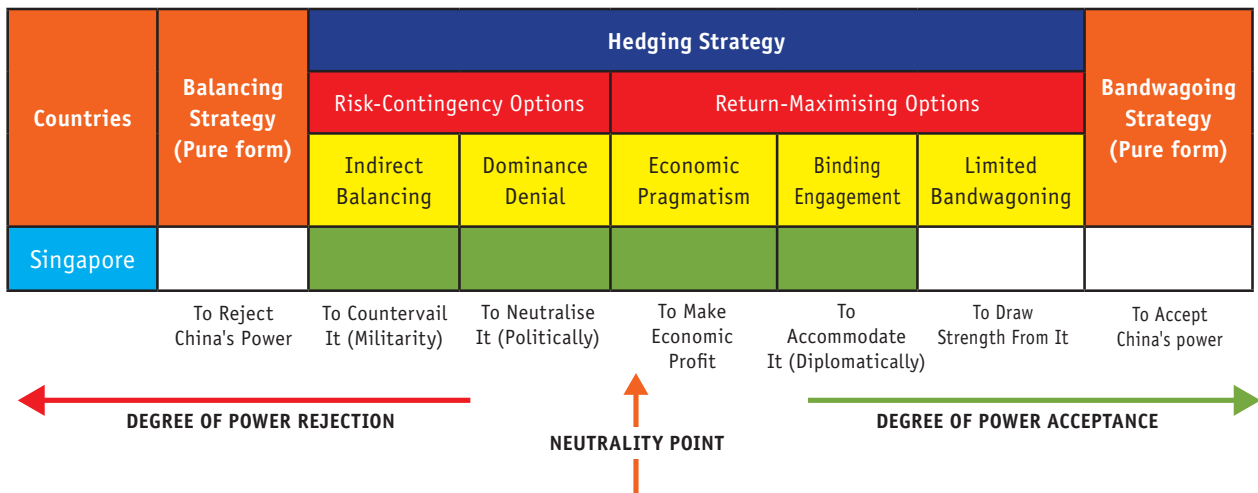 Hedging Strategy
Countries
Balancing
Strategy
(Pure form)
Risk-Contingency Options
Return-Maximising Options
Bandwagoing
Strategy
(Pure form)
Indirect
Balancing
Dominance
Denial
Economic
Pragmatism
Binding
Engagement
Limited
Bandwagoning
Singapore
To Reject
China's Power
To Countervail
It (Militarity)
To Neutralise
It (Politically)
To Make
Economic
Profit
To
Accommodate
It (Diplomatically)
To Draw
Strength From It
To Accept
China's power
DEGREE OF POWER REJECTION
NEUTRALITY POINT
DEGREE OF POWER ACCEPTANCE